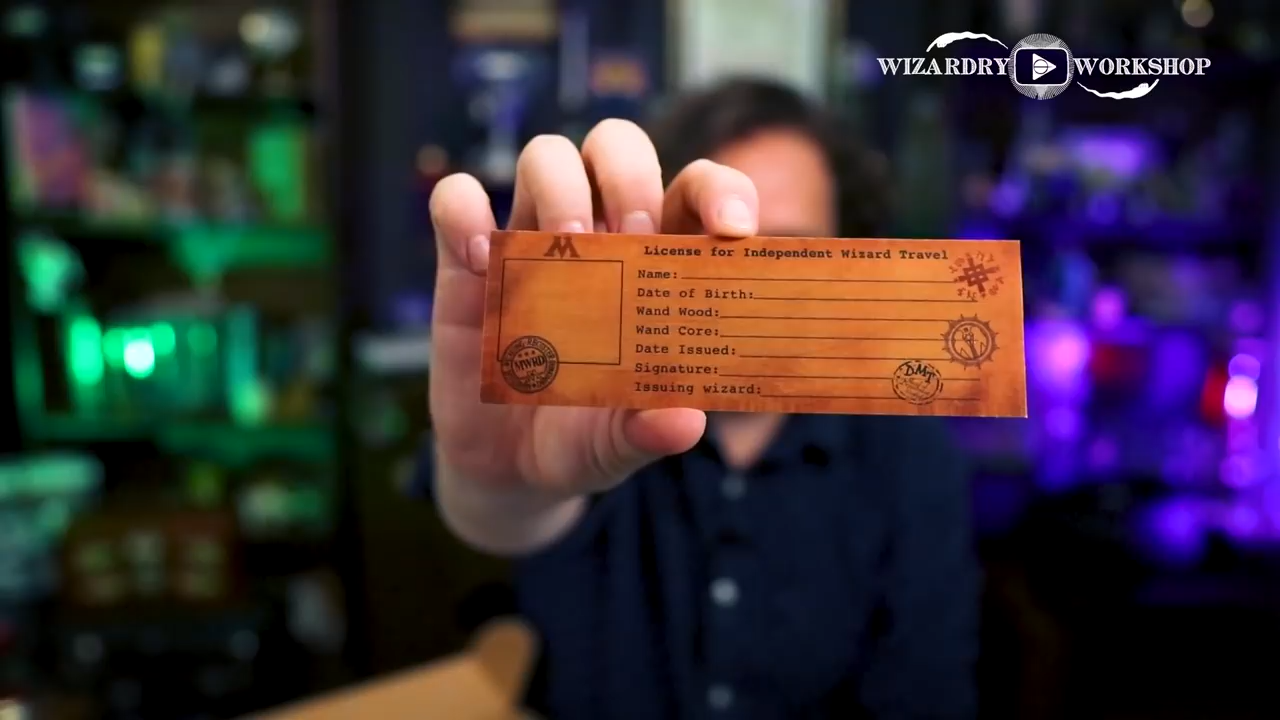 WIZARDRY WORKSHOP
M
License for Independent Wizard Travel
Name:
Date of Birth:
Wand Wood:
Wand Core:
Date Issued:
Signature:
Issuing wizard:
MWRD
DMT